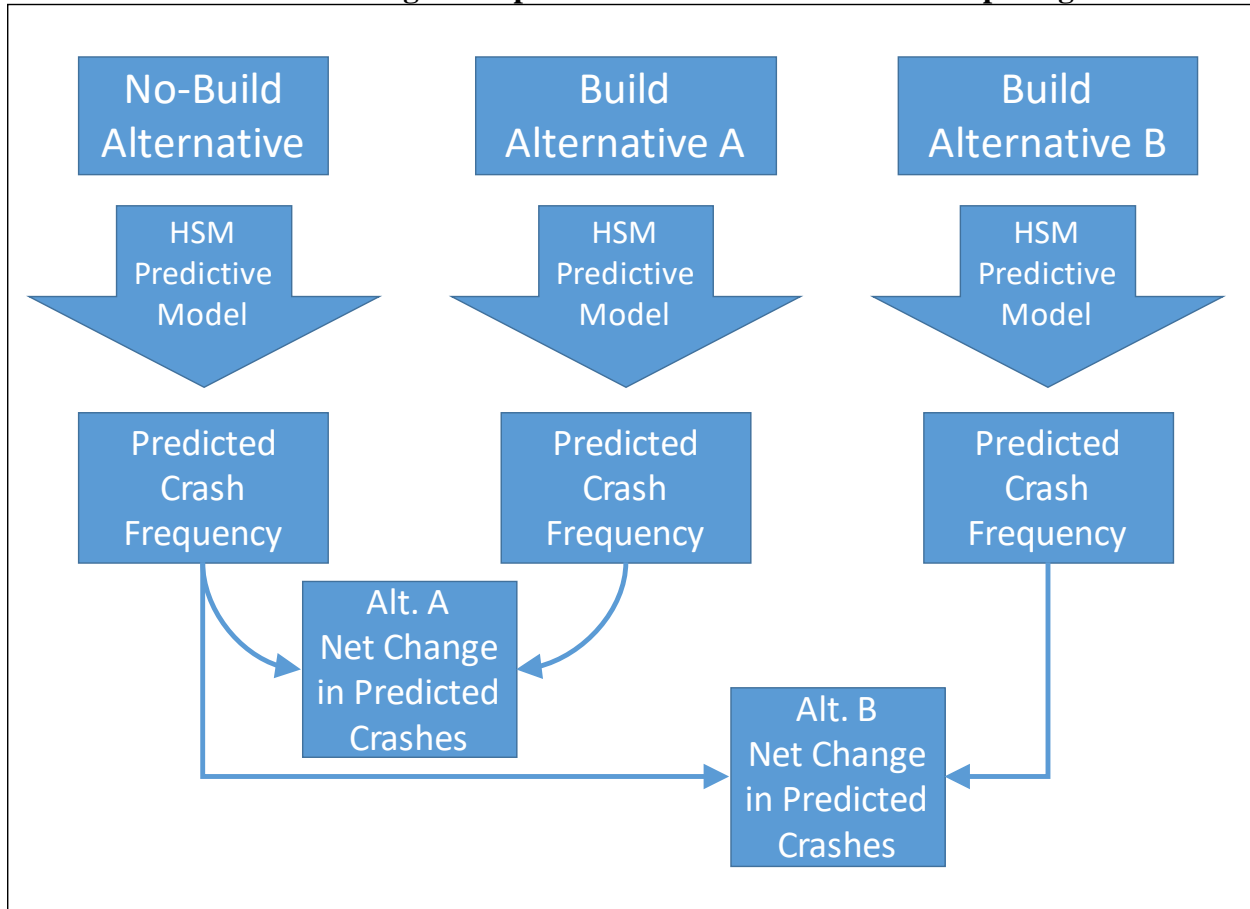 No-Build
Alternative
Build
Alternative A
Build
Alternative B
HSM
Predictive
Model
HSM
Predictive
Model
HSM
Predictive
Model
Predicted
Crash
Frequency
Predicted
Crash
Frequency
Predicted
Crash
Frequency
Alt. A
Net Change
in Predicted
Crashes
Alt. B
Net Change
in Predicted
Crashes